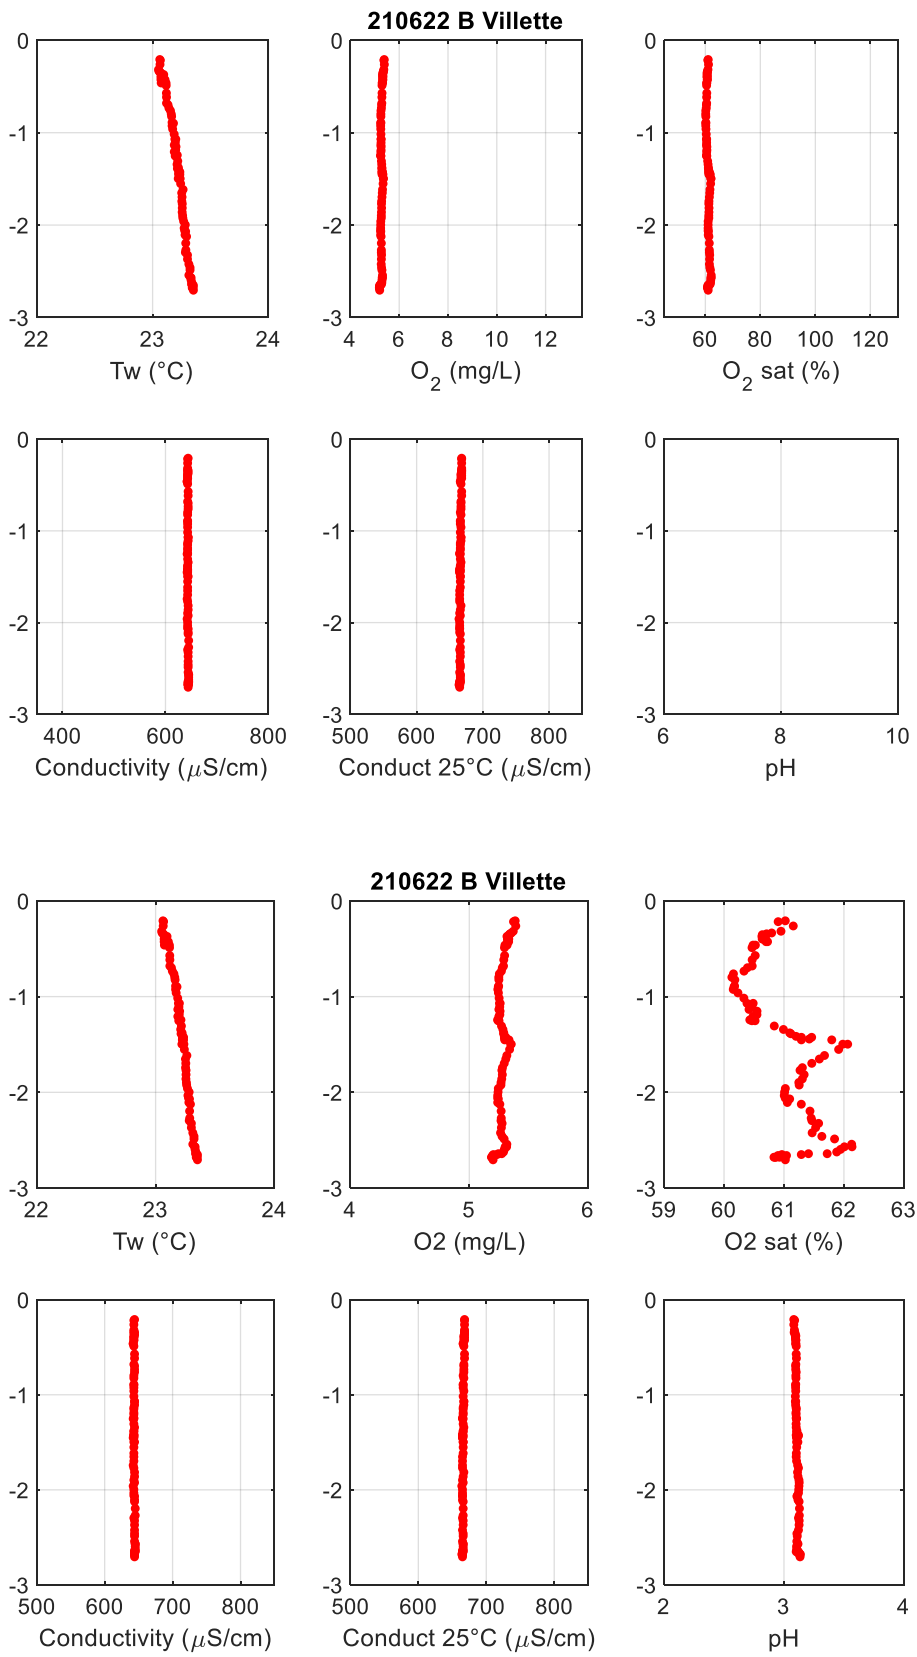 210622 B Villette
0
-1
-2
-3
22 23 24
Tw (°C)
0
-1
-2
-3
4 6 8 10 12
O2 (mg/L)
0
-1
-2
-3
60 80 100 120
O2 sat (%)
0
-1
-2
-3
400 600 800
Conductivity (μS/cm)
0
-1
-2
-3
500 600 700 800
Conduct 25°C (μS/cm)
0
-1
-2
-3
6 8 10
pH
210622 B Villette
0
-1
-2
-3
22 23 24
Tw (°C)
0
-1
-2
-3
4 5 6
O2 (mg/L)
0
-1
-2
-3
59 60 61 62 63
O2 sat (%)
0
-1
-2
-3
500 600 700 800
Conductivity (μS/cm)
0
-1
-2
-3
500 600 700 800
Conduct 25°C (μS/cm)
0
-1
-2
-3
2 3 4
pH